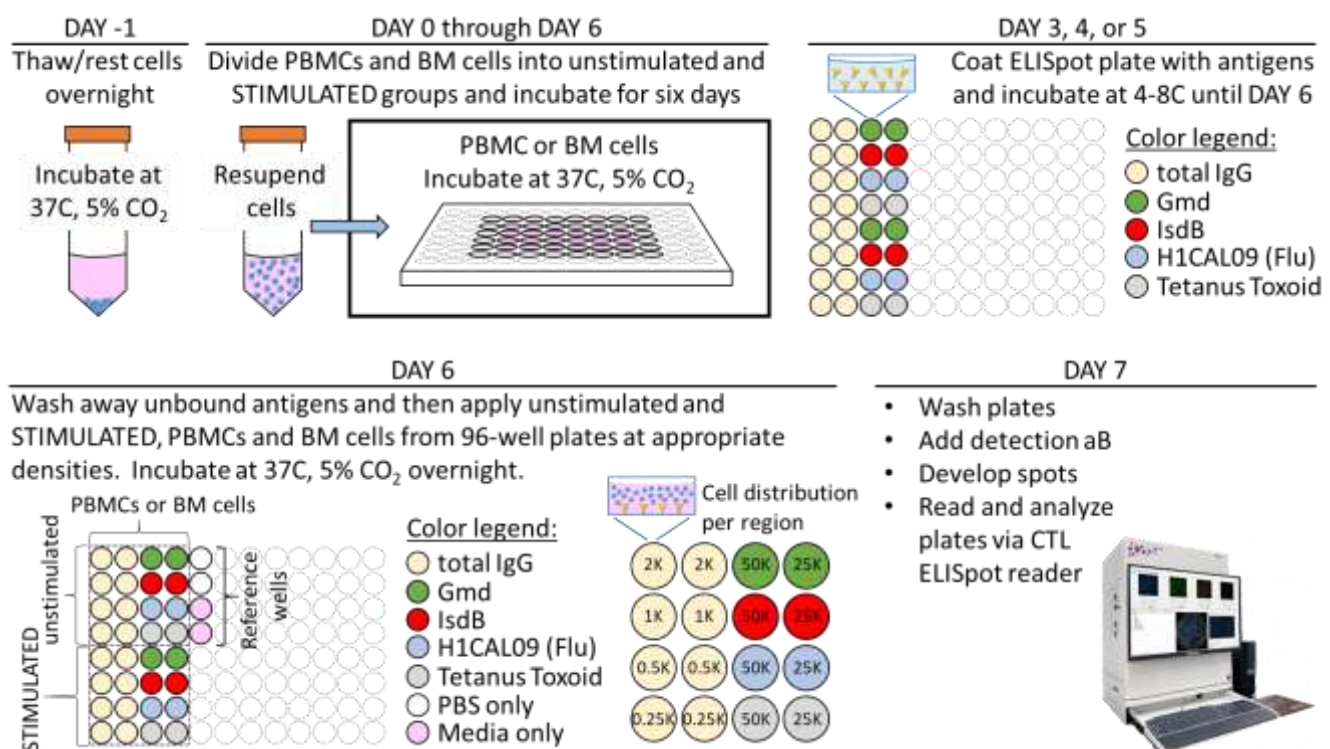 DAY -1
Thaw/rest cells
overnight
Incubate at
37C, 5% CO₂
DAY 0 through DAY 6
Divide PBMCs and BM cells into unstimulated and
STIMULATED groups and incubate for six days
Resupend
cells
PBMC or BM cells
Incubate at 37C, 5% CO₂
DAY 3, 4, or 5
Coat ELISpot plate with antigens
and incubate at 4-8C until DAY 6
Color legend:
total IgG
Gmd
IsdB
H1CAL09 (Flu)
Tetanus Toxoid
DAY 6
Wash away unbound antigens and then apply unstimulated and
STIMULATED, PBMCs and BM cells from 96-well plates at appropriate
densities. Incubate at 37C, 5% CO₂ overnight.
PBMCs or BM cells
unstimulated
STIMULATED
Reference
wells
Color legend:
total IgG
Gmd
IsdB
H1CAL09 (Flu)
Tetanus Toxoid
PBS only
Media only
Cell distribution
per region
2K 2K 50K 25K
1K 1K 50K 25K
0.5K 0.5K 50K 25K
0.25K 0.25K 50K 25K
DAY 7
• Wash plates
• Add detection aB
• Develop spots
• Read and analyze
plates via CTL
ELISpot reader